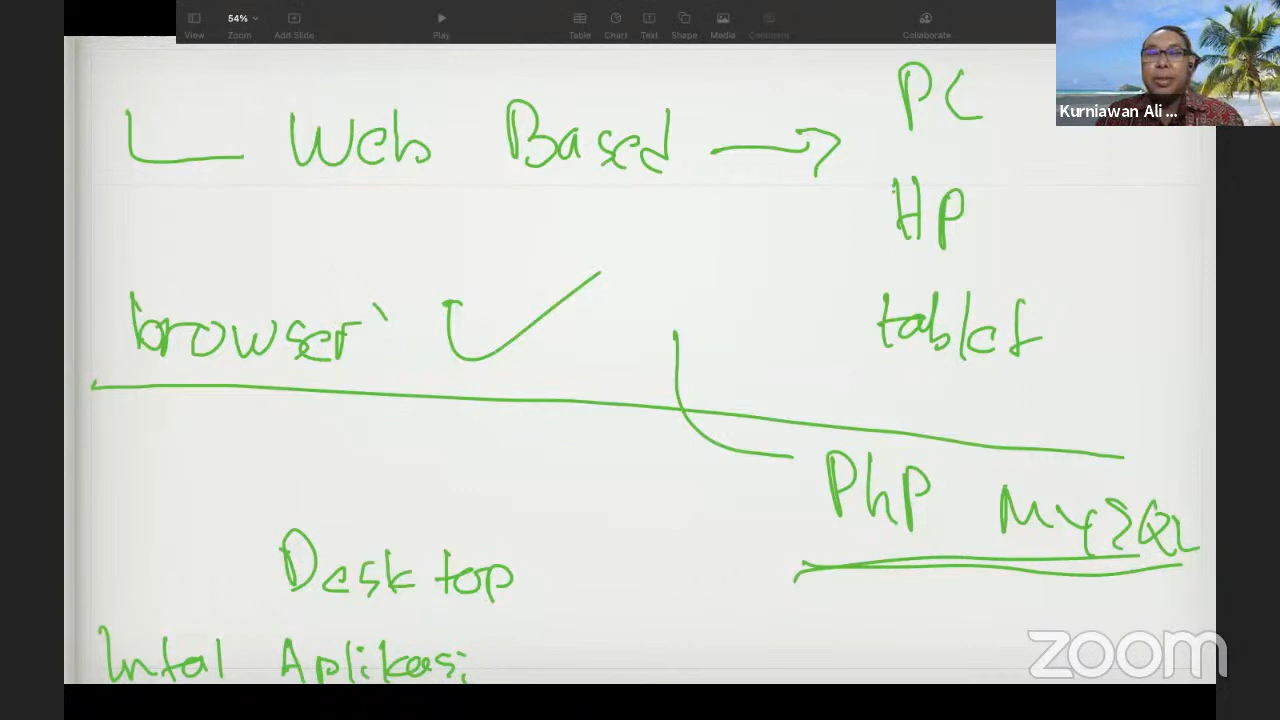 54%
View Zoom Add Slide Play Table Chart Text Shape Media Comment Collaborate
Kurniawan Ali ...
Web Based → PC
HP
browser tablet
PhP MySQL
Desktop
Intal Aplikasi
zoom